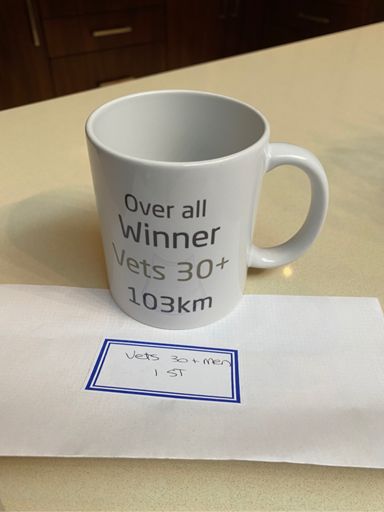 Over all
Winner
Vets 30+
103km
Vets 30+men
1 ST